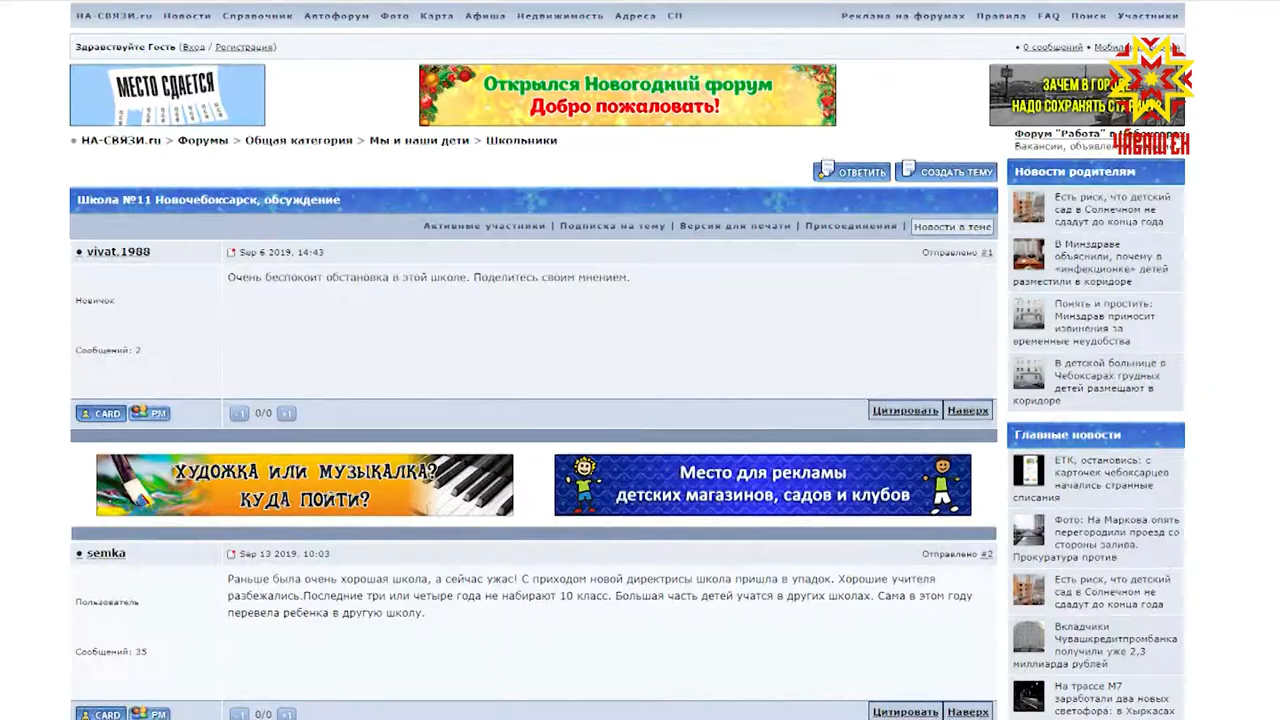 НА-СВЯЗИ.ru Новости Справочник Автофорум Фото Карта Афиша Недвижимость Адреса СП
Реклама на форумах Правила FAQ Поиск Участники
Здравствуйте Гость (Вход / Регистрация)
• 0 сообщений •
МЕСТО СДАЕТСЯ
Открылся Новогодний форум
Добро пожаловать!
ЗАЧЕМ В
НАДО СОХРАНЯТЬ
НА-СВЯЗИ.ru > Форумы > Общая категория > Мы и наши дети > Школьники
Форум "Работа" в
Вакансии,
ЧӐВАШ ЕН
ОТВЕТИТЬ
СОЗДАТЬ ТЕМУ
Школа №11 Новочебоксарск, обсуждение
Активные участники | Подписка на тему | Версия для печати | Присоединения | Новости в теме
• vivat.1988
Sep 6 2019, 14:43
Отправлено #1
Очень беспокоит обстановка в этой школе. Поделитесь своим мнением.
Новичок
Сообщений: 2
CARD PM
-1 0/0 +1
Цитировать Наверх
ХУДОЖКА ИЛИ МУЗЫКАЛКА?
КУДА ПОЙТИ?
Место для рекламы
детских магазинов, садов и клубов
• semka
Sep 13 2019, 10:03
Отправлено #2
Раньше была очень хорошая школа, а сейчас ужас! С приходом новой директрисы школа пришла в упадок. Хорошие учителя
разбежались.Последние три или четыре года не набирают 10 класс. Большая часть детей учатся в других школах. Сама в этом году
перевела ребенка в другую школу.
Пользователь
Сообщений: 35
CARD PM
-1 0/0 +1
Цитировать Наверх
Новости родителям
Есть риск, что детский
сад в Солнечном не
сдадут до конца года
В Минздраве
объяснили, почему в
«инфекционке» детей
разместили в коридоре
Понять и простить:
Минздрав приносит
извинения за
временные неудобства
В детской больнице в
Чебоксарах грудных
детей размещают в
коридоре
Главные новости
ЕТК, остановись: с
карточек чебоксарцев
начались странные
списания
Фото: На Маркова опять
перегородили проезд со
стороны залива.
Прокуратура против
Есть риск, что детский
сад в Солнечном не
сдадут до конца года
Вкладчики
Чувашкредитпромбанка
получили уже 2,3
миллиарда рублей
На трассе М7
заработали два новых
светофора: в Хыркасах